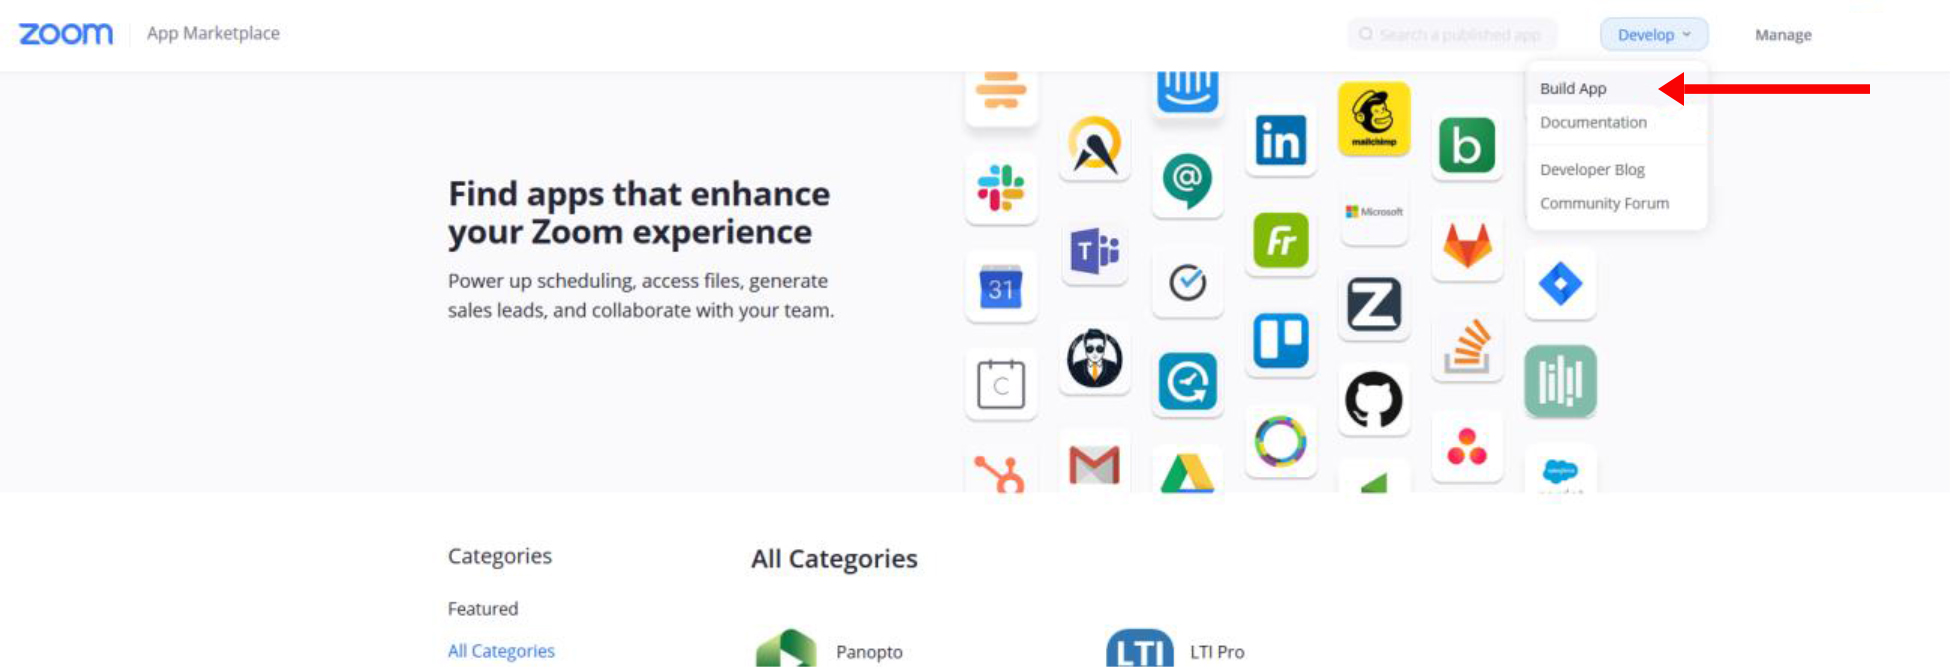 zoom
App Marketplace
Search a published app
Develop
Manage
Build App
Documentation
Developer Blog
Community Forum
Find apps that enhance
your Zoom experience
Power up scheduling, access files, generate
sales leads, and collaborate with your team.
in
mailchimp
b
@
Microsoft
T
Fr
31
Z
C
salesforce
Categories
All Categories
Featured
All Categories
Panopto
LTI
LTI Pro